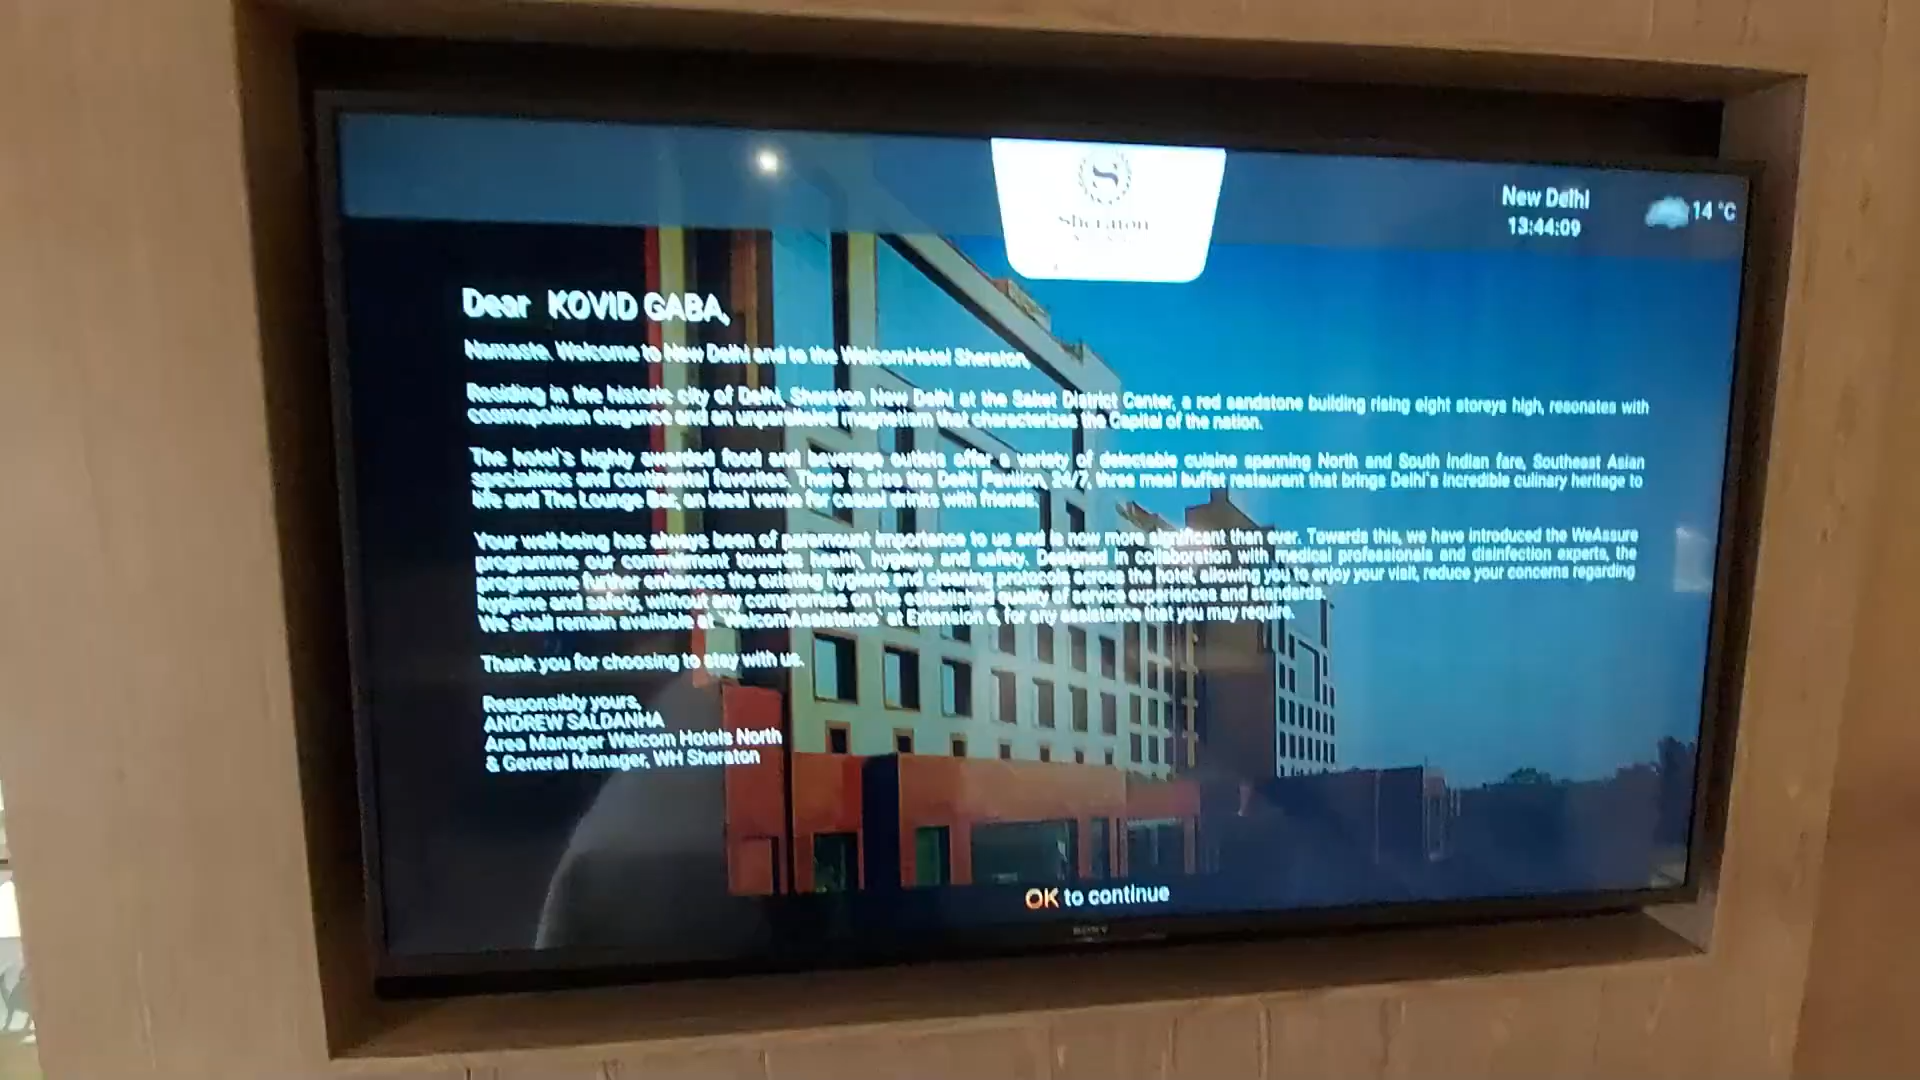 Sheraton
New Delhi
13:44:09
14 °C
Dear KOVID GABA,
Namaste. Welcome to New Delhi and to the WelcomHotel Sheraton,
Residing in the historic city of Delhi, Sheraton New Delhi at the Saket District Center, a red sandstone building rising eight storeys high, resonates with
cosmopolitan elegance and an unparalleled magnetism that characterizes the Capital of the nation.
The hotel's highly awarded food and beverage outlets offer a variety of delectable cuisine spanning North and South Indian fare, Southeast Asian
specialities and continental favorites. There is also the Delhi Pavilion, 24/7, three meal buffet restaurant that brings Delhi's incredible culinary heritage to
life and The Lounge Bar, an ideal venue for casual drinks with friends.
Your well-being has always been of paramount importance to us and is now more significant than ever. Towards this, we have introduced the WeAssure
programme our commitment towards health, hygiene and safety. Designed in collaboration with medical professionals and disinfection experts, the
programme further enhances the existing hygiene and cleaning protocols across the hotel, allowing you to enjoy your visit, reduce your concerns regarding
hygiene and safety, without any compromise on the established quality of service experiences and standards.
We shall remain available at 'WelcomAssistance' at Extension 6, for any assistance that you may require.
Thank you for choosing to stay with us.
Responsibly yours,
ANDREW SALDANHA
Area Manager Welcom Hotels North
& General Manager, WH Sheraton
OK to continue
SONY